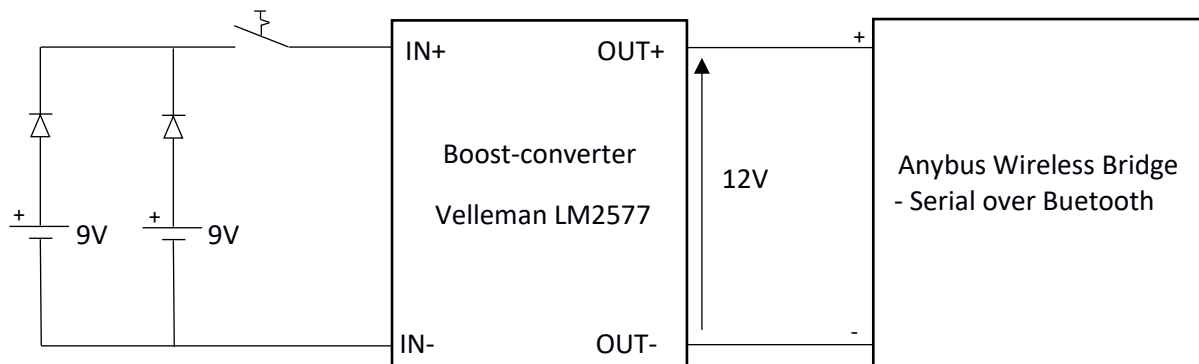 IN+
OUT+
+
Boost-converter
Velleman LM2577
12V
Anybus Wireless Bridge
- Serial over Buetooth
+
9V
+
9V
IN-
OUT-
-